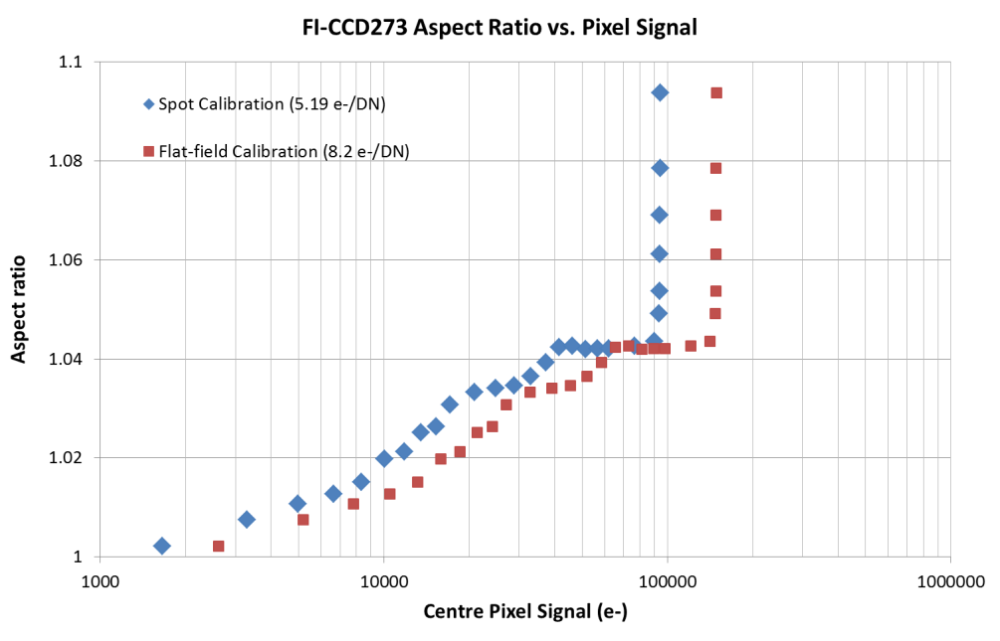 FI-CCD273 Aspect Ratio vs. Pixel Signal
1.1
Spot Calibration (5.19 e-/DN)
Flat-field Calibration (8.2 e-/DN)
1.08
1.06
Aspect ratio
1.04
1.02
1
1000 10000 100000 1000000
Centre Pixel Signal (e-)